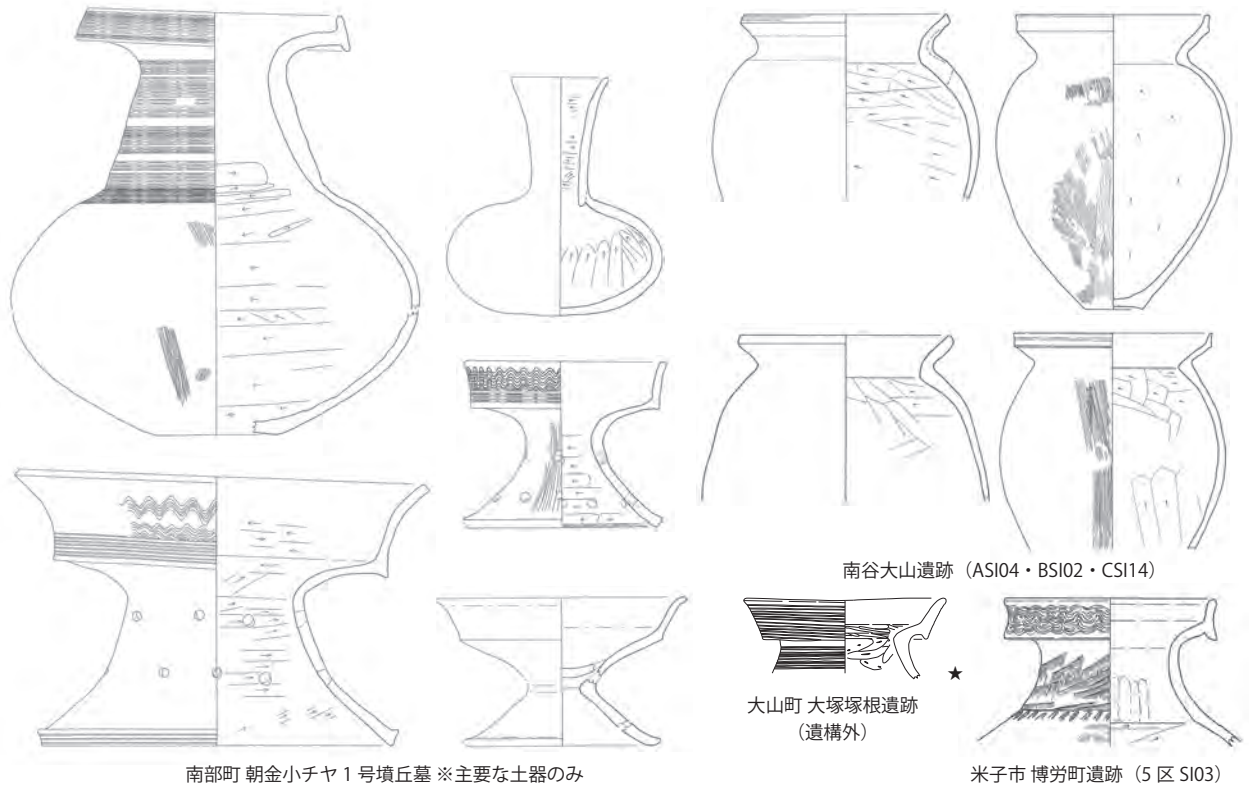 南谷大山遺跡（ASI04・BSI02・CSI14）
★
大山町 大塚塚根遺跡
（遺構外）
南部町 朝金小チヤ 1 号墳丘墓 ※主要な土器のみ
米子市 博労町遺跡（5 区 SI03）